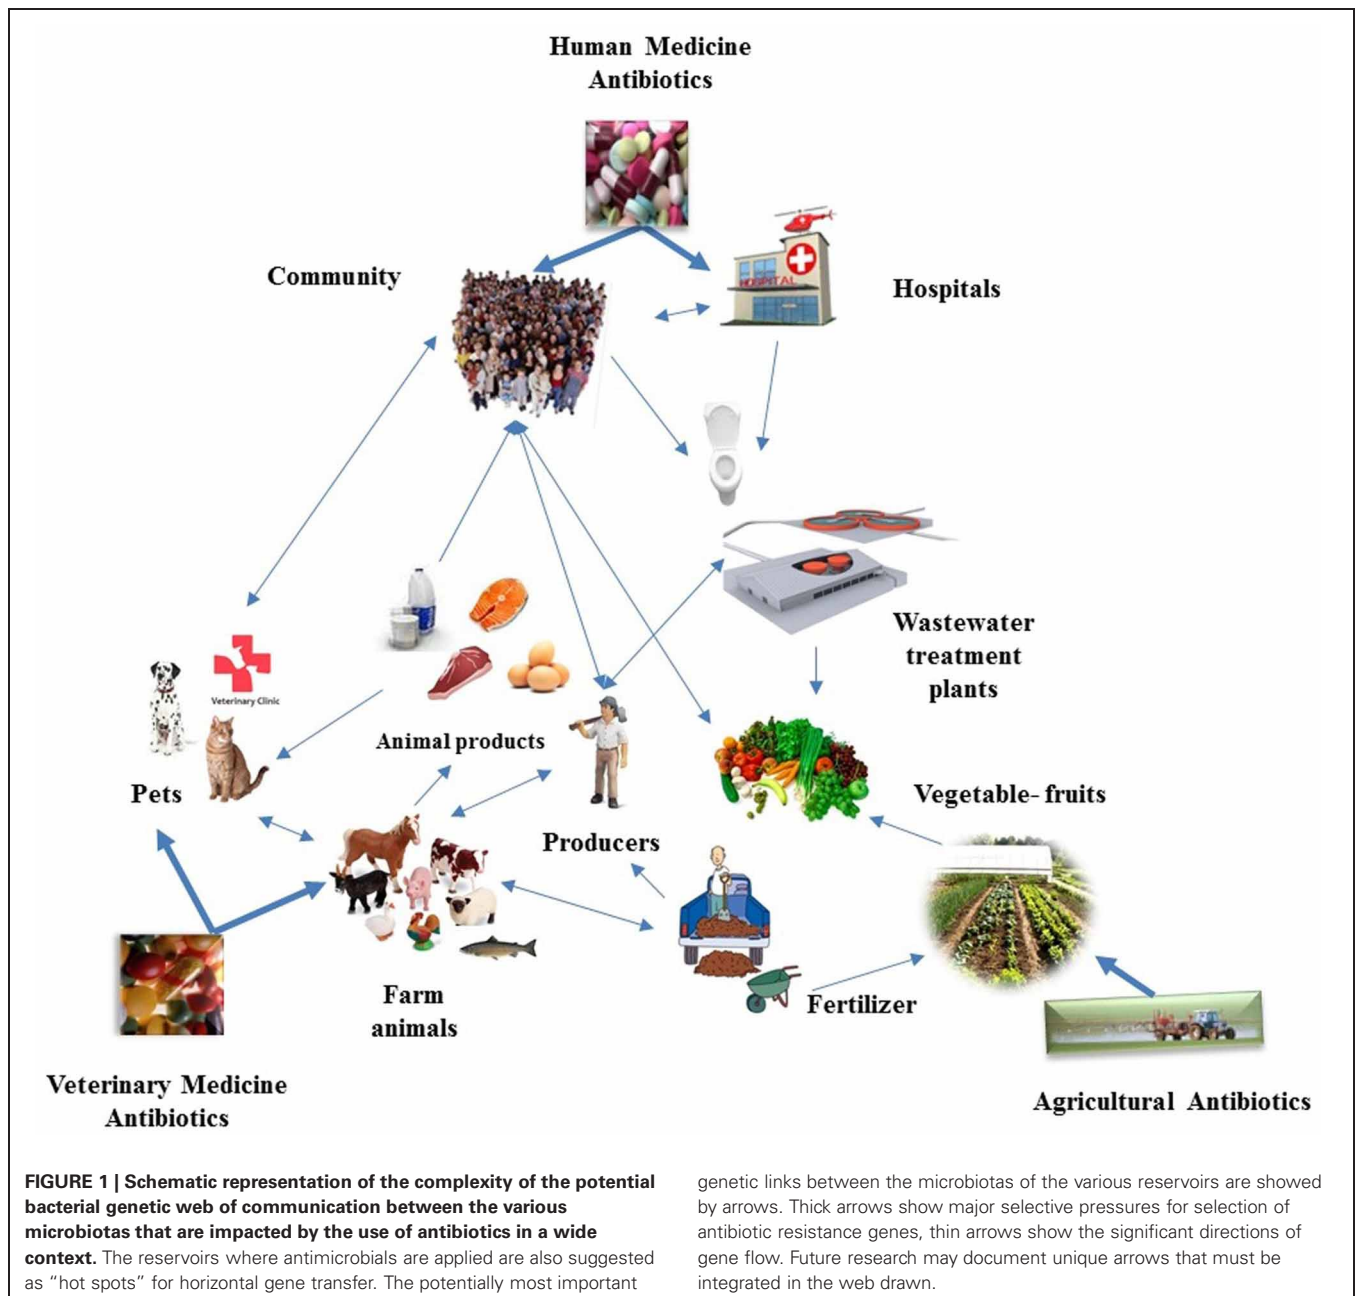 Human Medicine
Antibiotics
Community
HOSPITAL
Hospitals
Wastewater
treatment
plants
Veterinary Clinic
Animal products
Pets
Vegetable- fruits
Producers
Farm
animals
Fertilizer
Veterinary Medicine
Antibiotics
Agricultural Antibiotics
FIGURE 1 | Schematic representation of the complexity of the potential
bacterial genetic web of communication between the various
microbiotas that are impacted by the use of antibiotics in a wide
context. The reservoirs where antimicrobials are applied are also suggested
as “hot spots” for horizontal gene transfer. The potentially most important
genetic links between the microbiotas of the various reservoirs are showed
by arrows. Thick arrows show major selective pressures for selection of
antibiotic resistance genes, thin arrows show the significant directions of
gene flow. Future research may document unique arrows that must be
integrated in the web drawn.